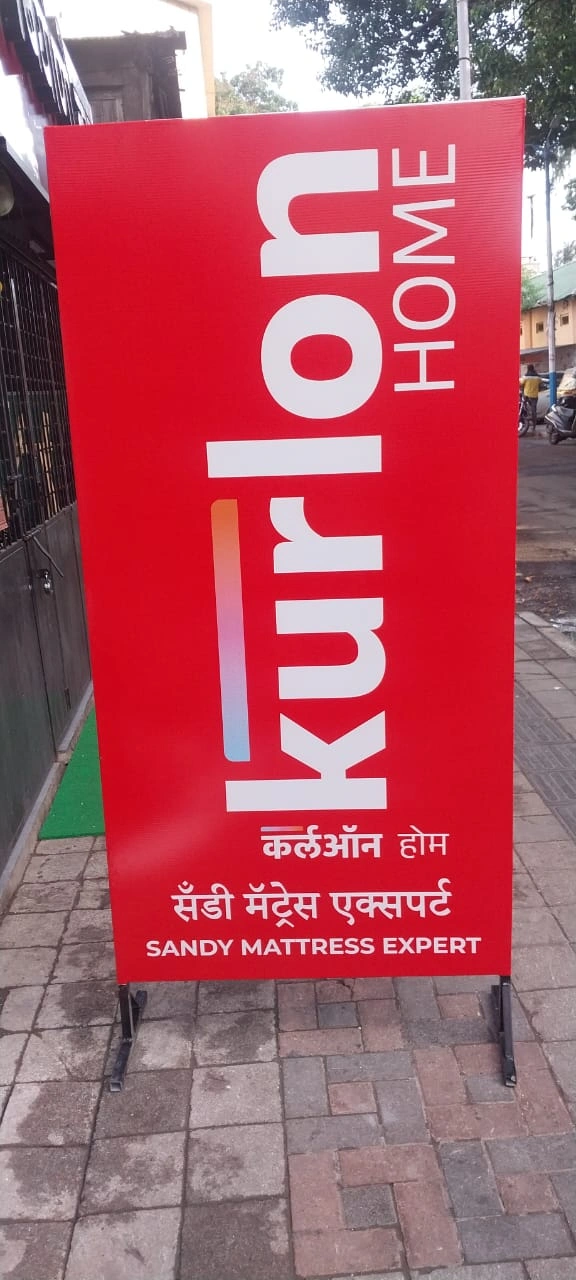 kurlon
HOME
कर्लऑन होम
सँडी मॅट्रेस एक्सपर्ट
SANDY MATTRESS EXPERT